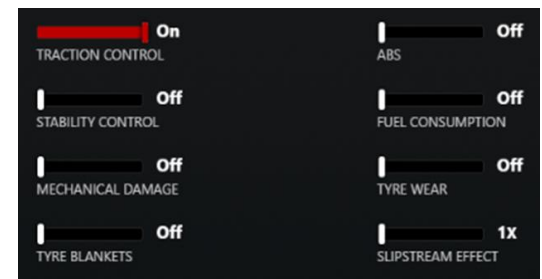 On
TRACTION CONTROL
Off
ABS
Off
STABILITY CONTROL
Off
FUEL CONSUMPTION
Off
MECHANICAL DAMAGE
Off
TYRE WEAR
Off
TYRE BLANKETS
1x
SLIPSTREAM EFFECT